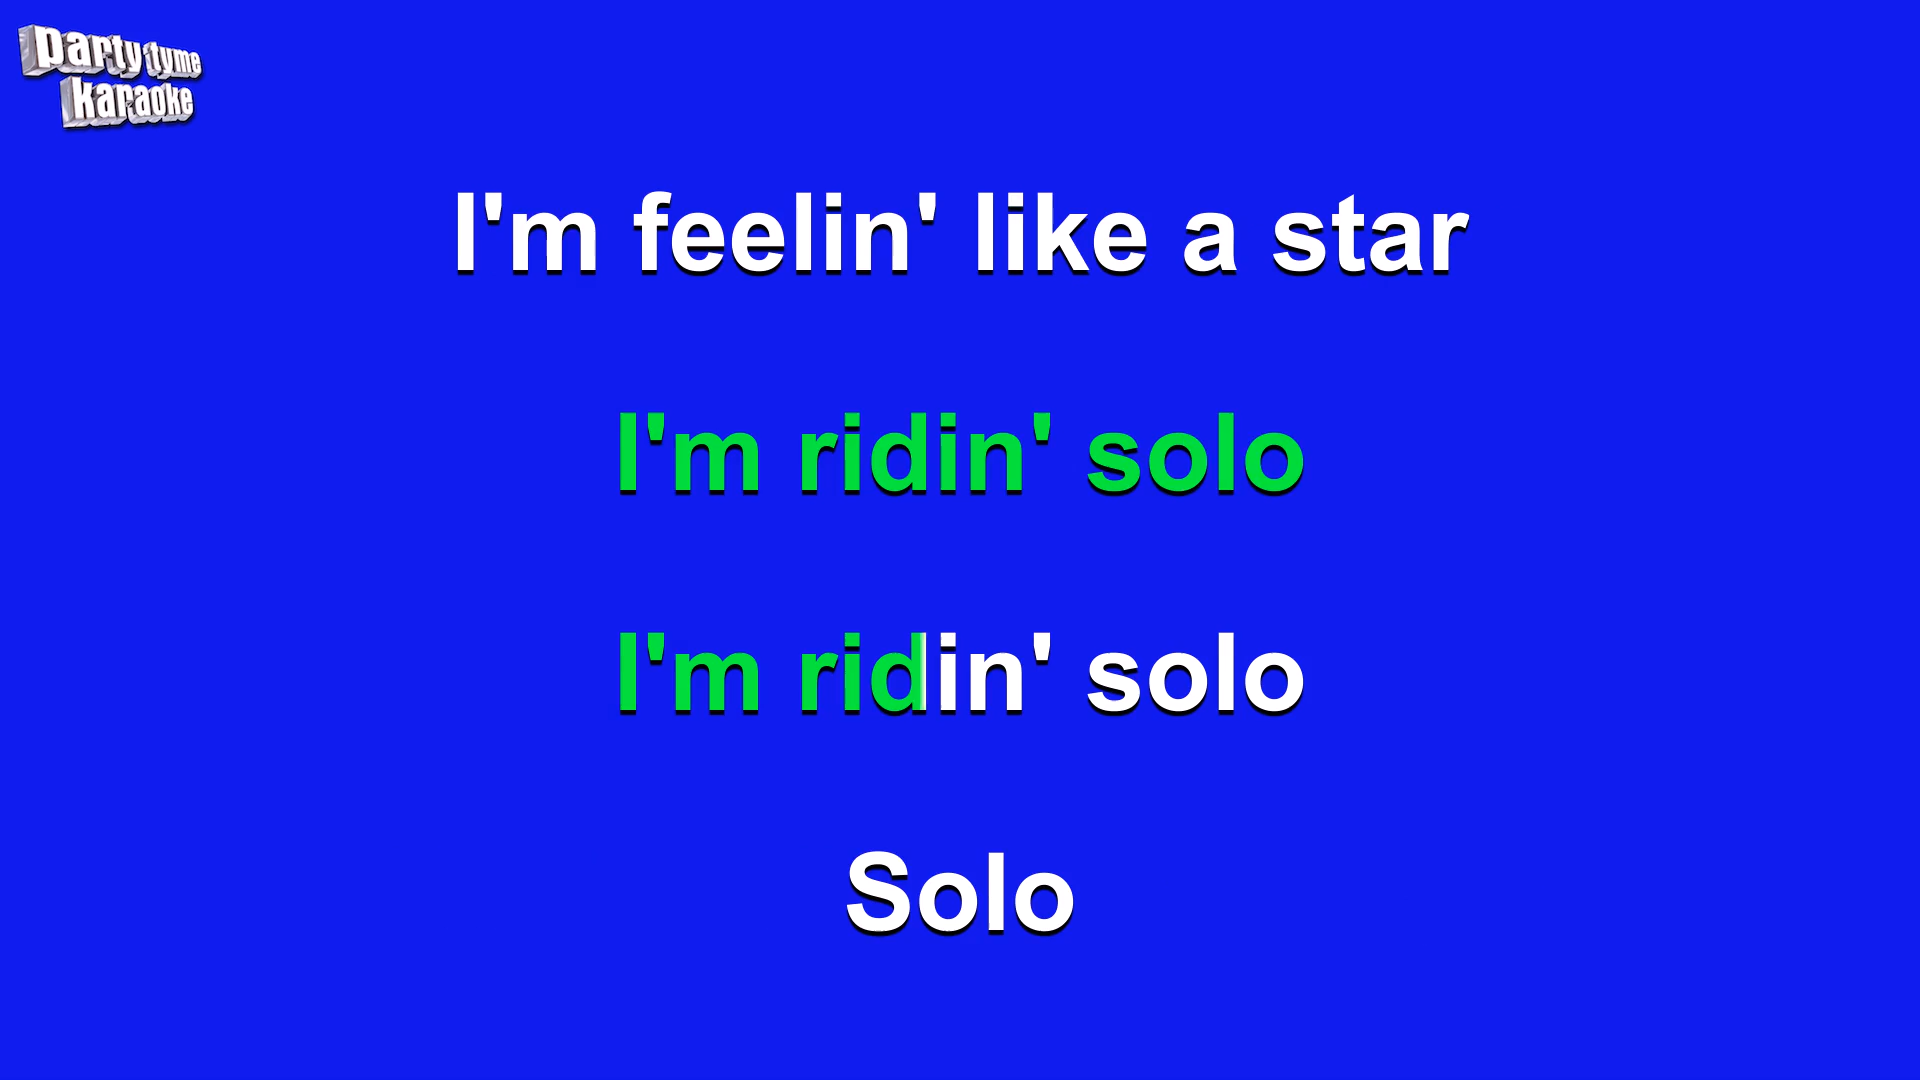 party tyme
karaoke
I'm feelin' like a star
I'm ridin' solo
I'm ridin' solo
Solo